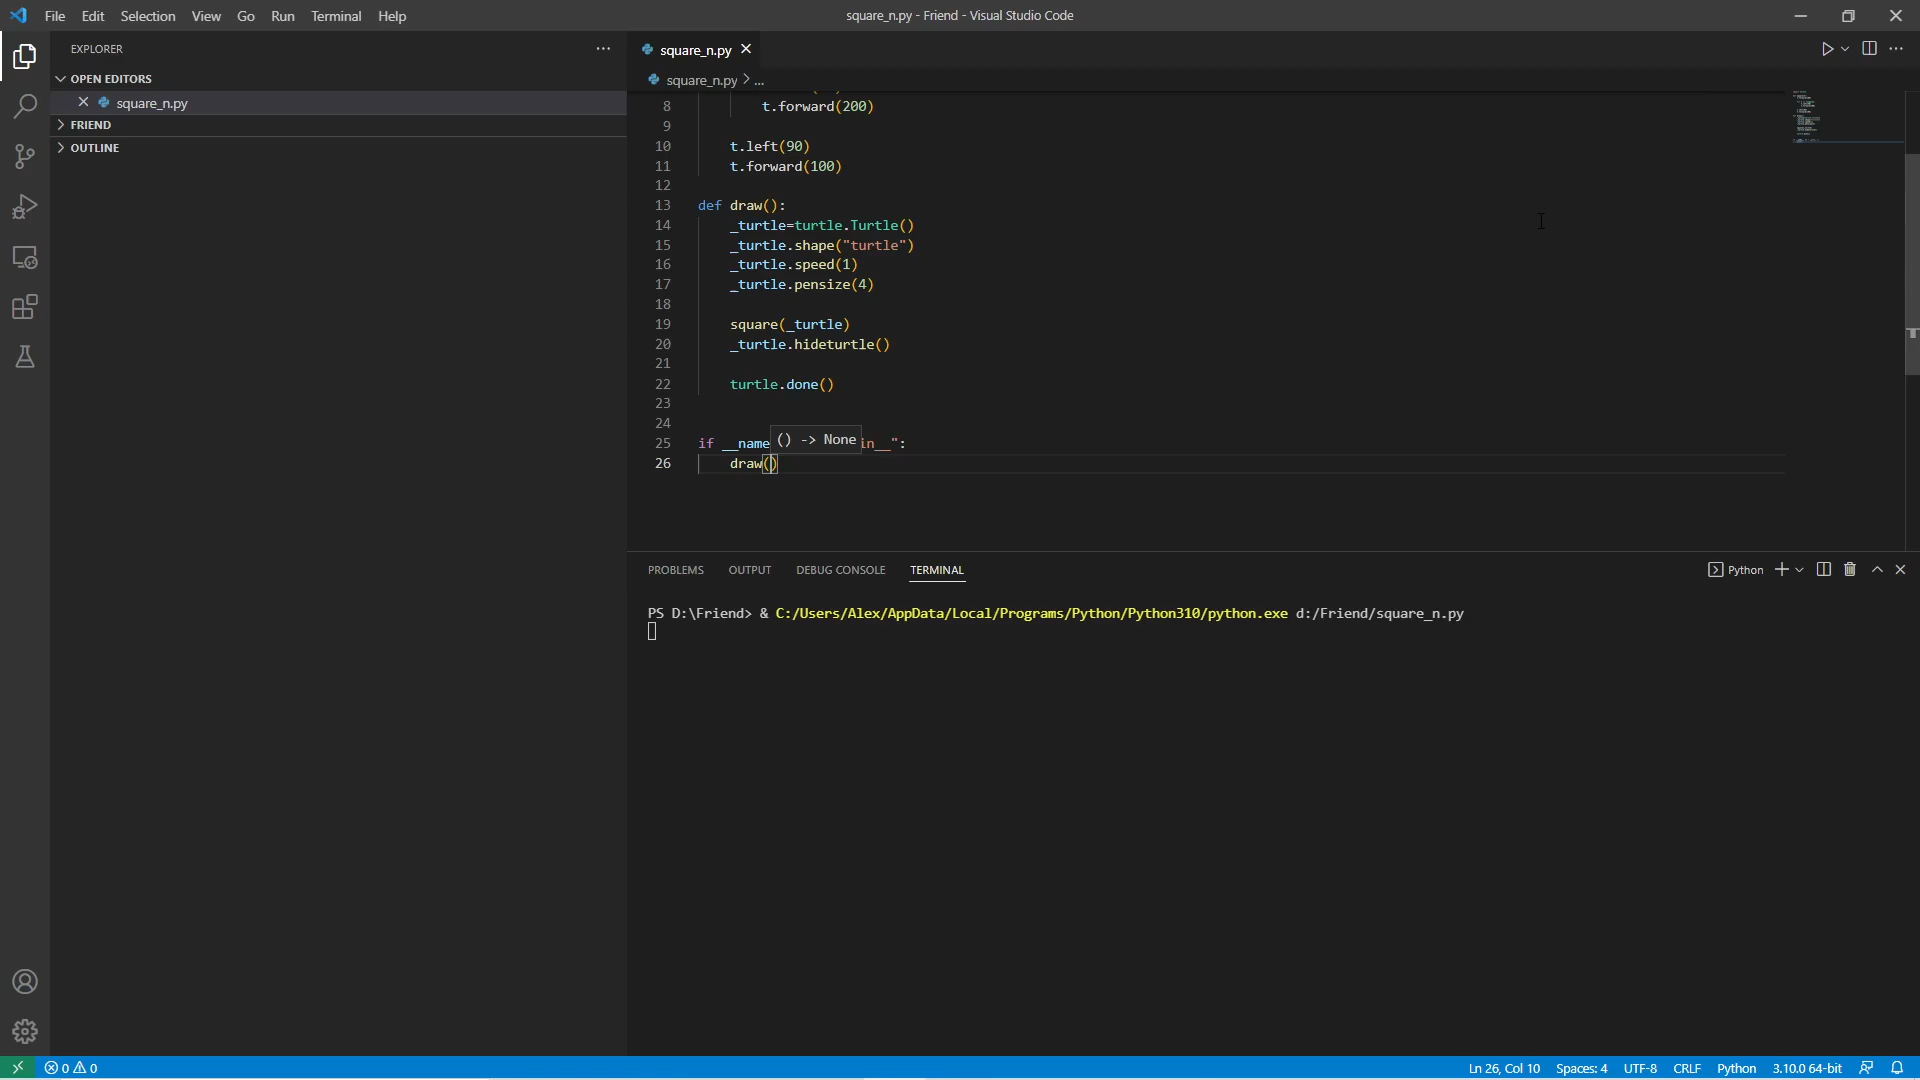 File Edit Selection View Go Run Terminal Help
square_n.py - Friend - Visual Studio Code
EXPLORER
OPEN EDITORS
square_n.py
FRIEND
OUTLINE
square_n.py
square_n.py > ...
8 t.forward(200)
9
10 t.left(90)
11 t.forward(100)
12
13 def draw():
14 _turtle=turtle.Turtle()
15 _turtle.shape("turtle")
16 _turtle.speed(1)
17 _turtle.pensize(4)
18
19 square(_turtle)
20 _turtle.hideturtle()
21
22 turtle.done()
23
24
25 if __name in__":
() -> None
26 draw()
PROBLEMS OUTPUT DEBUG CONSOLE TERMINAL
Python
PS D:\Friend> & C:/Users/Alex/AppData/Local/Programs/Python/Python310/python.exe d:/Friend/square_n.py
0 0
Ln 26, Col 10 Spaces: 4 UTF-8 CRLF Python 3.10.0 64-bit